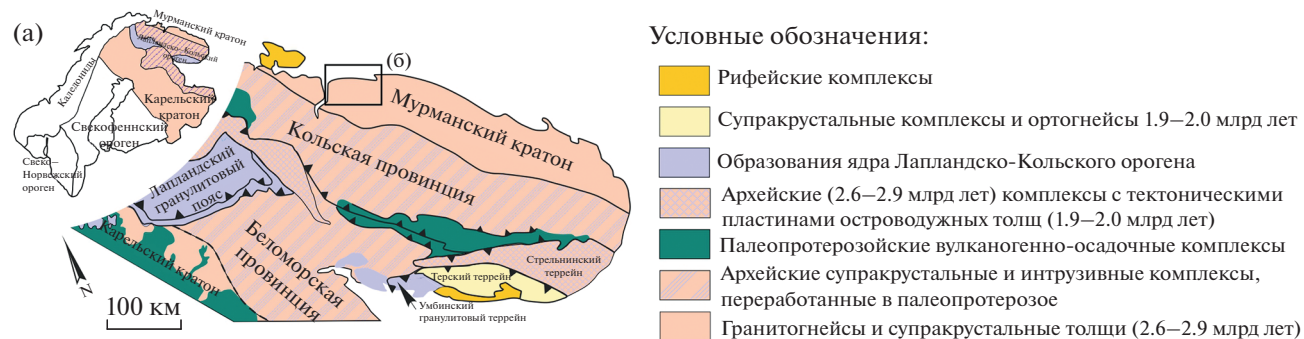 (а)
Мурманский кратон
Лапландско–Кольский
ороген
Каледониды
Карельский
кратон
Свекофеннский
ороген
Свеко–
Норвежский
ороген
(б)
Мурманский кратон
Кольская провинция
Лапландский
гранулитовый
пояс
Беломорская
провинция
Карельский кратон
Стрельнинский
террейн
Терский террейн
Умбинский
гранулитовый террейн
N
100 км
Условные обозначения:
Рифейские комплексы
Супракрустальные комплексы и ортогнейсы 1.9–2.0 млрд лет
Образования ядра Лапландско-Кольского орогена
Архейские (2.6–2.9 млрд лет) комплексы с тектоническими
пластинами островодужных толщ (1.9–2.0 млрд лет)
Палеопротерозойские вулканогенно-осадочные комплексы
Архейские супракрустальные и интрузивные комплексы,
переработанные в палеопротерозое
Гранитогнейсы и супракрустальные толщи (2.6–2.9 млрд лет)